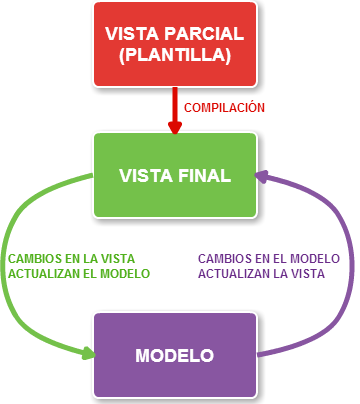 VISTA PARCIAL
(PLANTILLA)
COMPILACIÓN
VISTA FINAL
CAMBIOS EN LA VISTA
ACTUALIZAN EL MODELO
CAMBIOS EN EL MODELO
ACTUALIZAN LA VISTA
MODELO